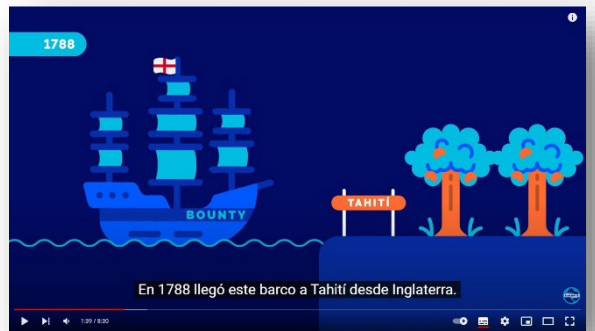 1788
BOUNTY
TAHITÍ
En 1788 llegó este barco a Tahití desde Inglaterra.
1:39 / 8:30